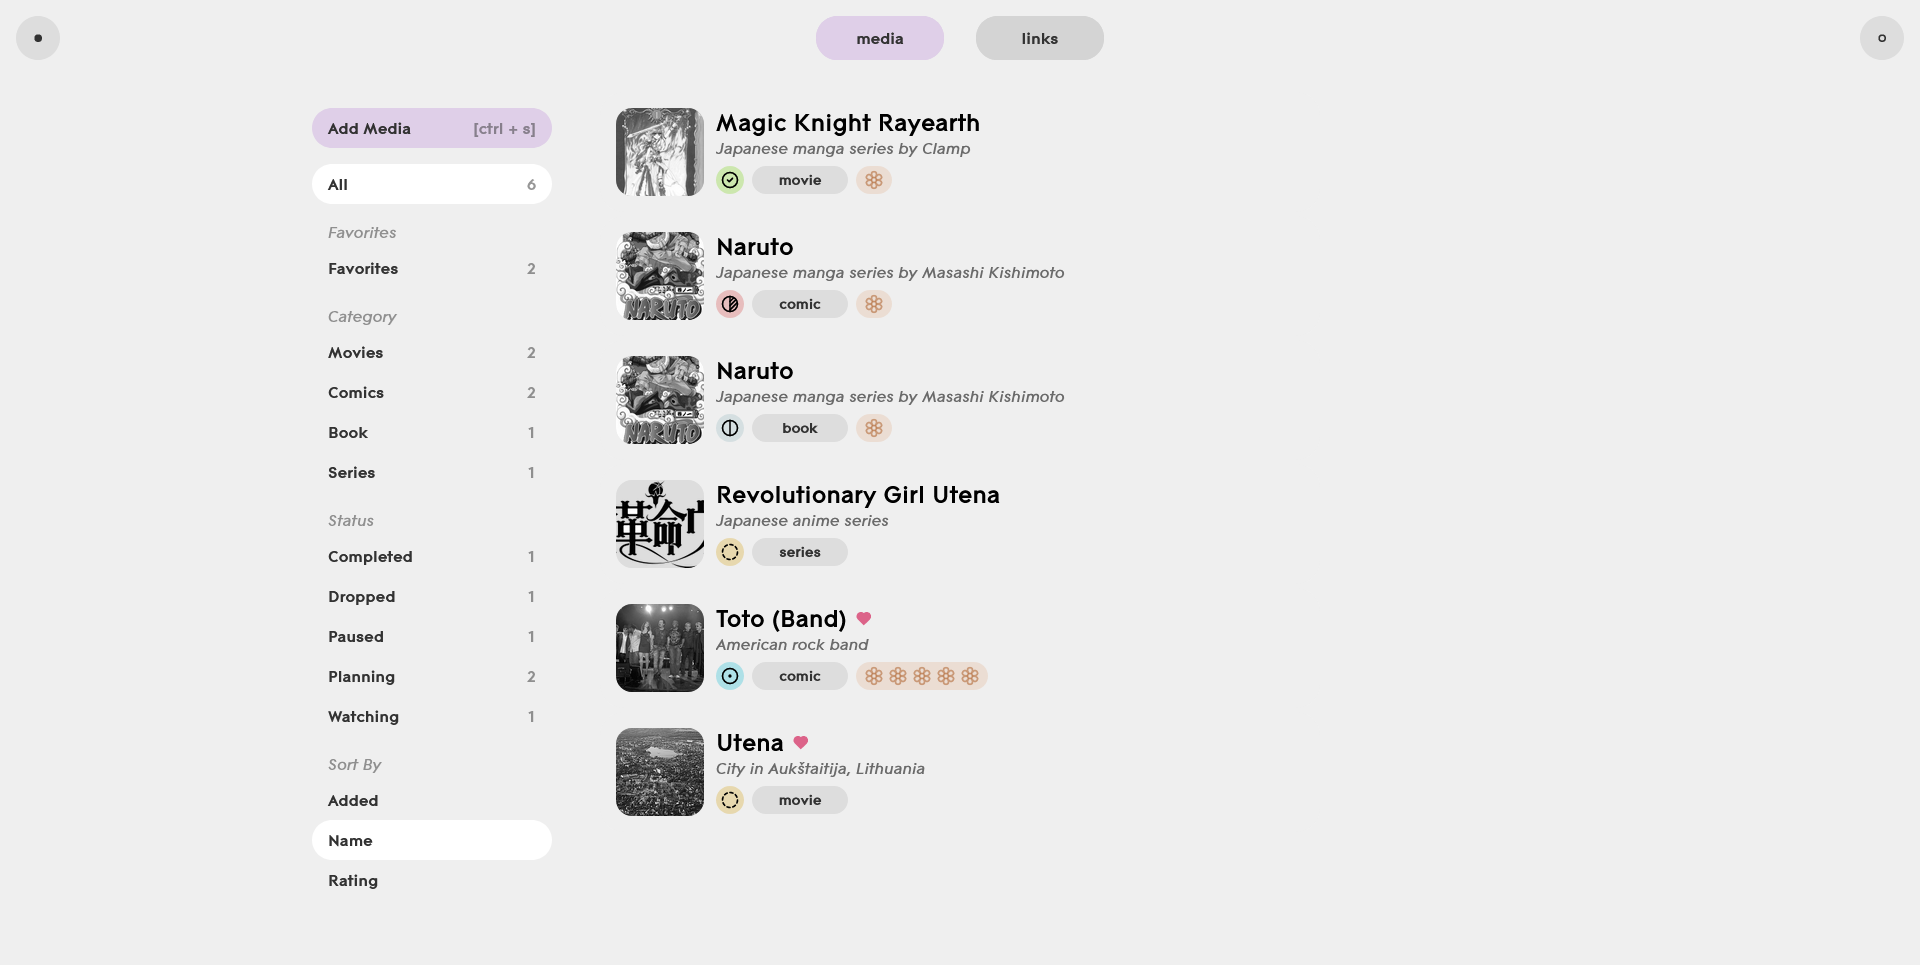 media
links
Add Media [ctrl + s]
All 6
Favorites
Favorites 2
Category
Movies 2
Comics 2
Book 1
Series 1
Status
Completed 1
Dropped 1
Paused 1
Planning 2
Watching 1
Sort By
Added
Name
Rating
Magic Knight Rayearth
Japanese manga series by Clamp
movie
Naruto
Japanese manga series by Masashi Kishimoto
comic
NARUTO
Naruto
Japanese manga series by Masashi Kishimoto
book
NARUTO
Revolutionary Girl Utena
Japanese anime series
series
革命
Toto (Band)
American rock band
comic
Utena
City in Aukštaitija, Lithuania
movie